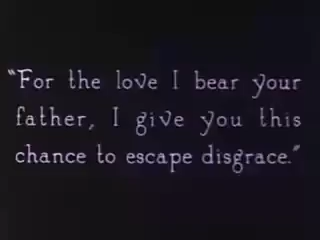 "For the love I bear your
father, I give you this
chance to escape disgrace."